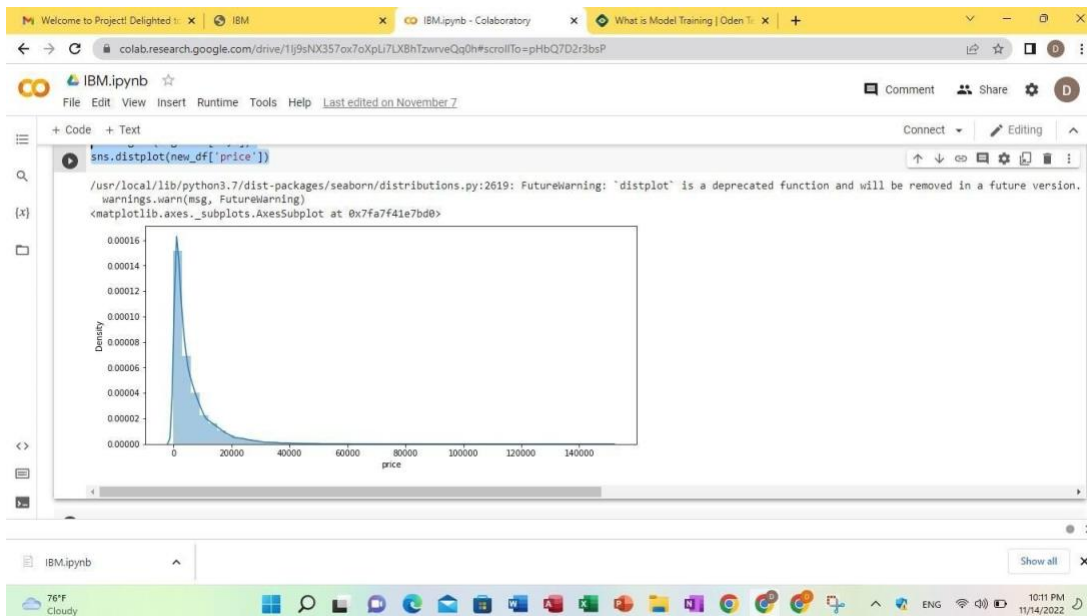 Welcome to Project! Delighted t
IBM
IBM.ipynb - Colaboratory
What is Model Training | Oden Te
colab.research.google.com/drive/1Ij9sNX357ox7oXpLi7LXBhTzwrveQq0h#scrollTo=pHbQ7D2r3bsP
IBM.ipynb
Comment
Share
D
File Edit View Insert Runtime Tools Help Last edited on November 7
+ Code + Text
Connect
Editing
sns.distplot(new_df['price'])
/usr/local/lib/python3.7/dist-packages/seaborn/distributions.py:2619: FutureWarning: `distplot` is a deprecated function and will be removed in a future version.
warnings.warn(msg, FutureWarning)
<matplotlib.axes._subplots.AxesSubplot at 0x7fa7f41e7bd0>
0.00016
0.00014
0.00012
0.00010
0.00008
0.00006
0.00004
0.00002
0.00000
Density
0 20000 40000 60000 80000 100000 120000 140000
price
IBM.ipynb
Show all
76°F
Cloudy
ENG
10:11 PM
11/14/2022